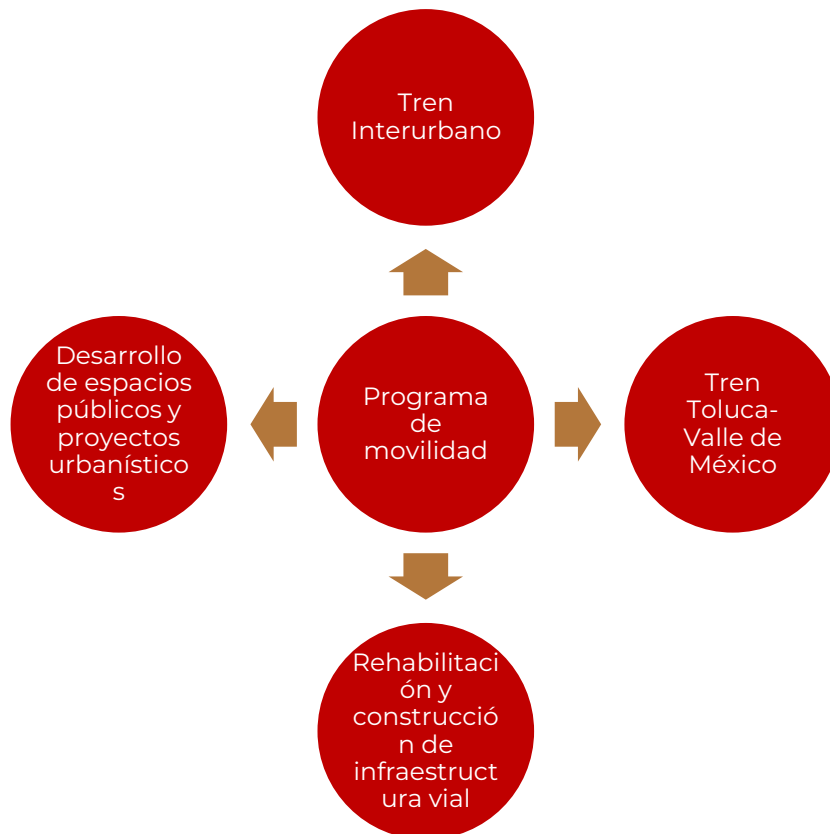 Tren
Interurbano
Desarrollo
de espacios
públicos y
proyectos
urbanístico
s
Programa
de
movilidad
Tren
Toluca-
Valle de
México
Rehabilitaci
ón y
construcció
n de
infraestruct
ura vial